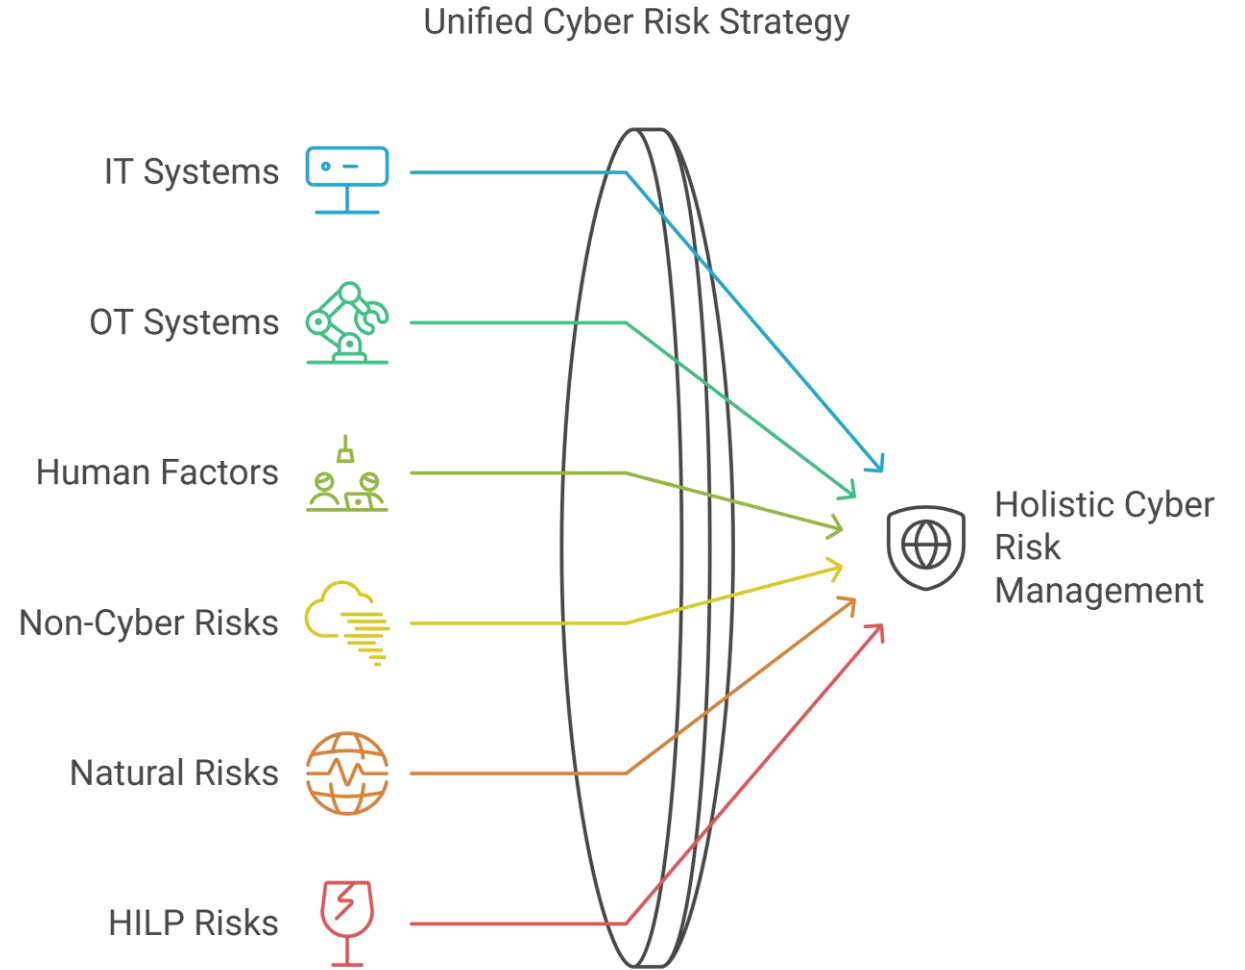 Unified Cyber Risk Strategy
IT Systems
OT Systems
Human Factors
Non-Cyber Risks
Natural Risks
HILP Risks
Holistic Cyber
Risk
Management